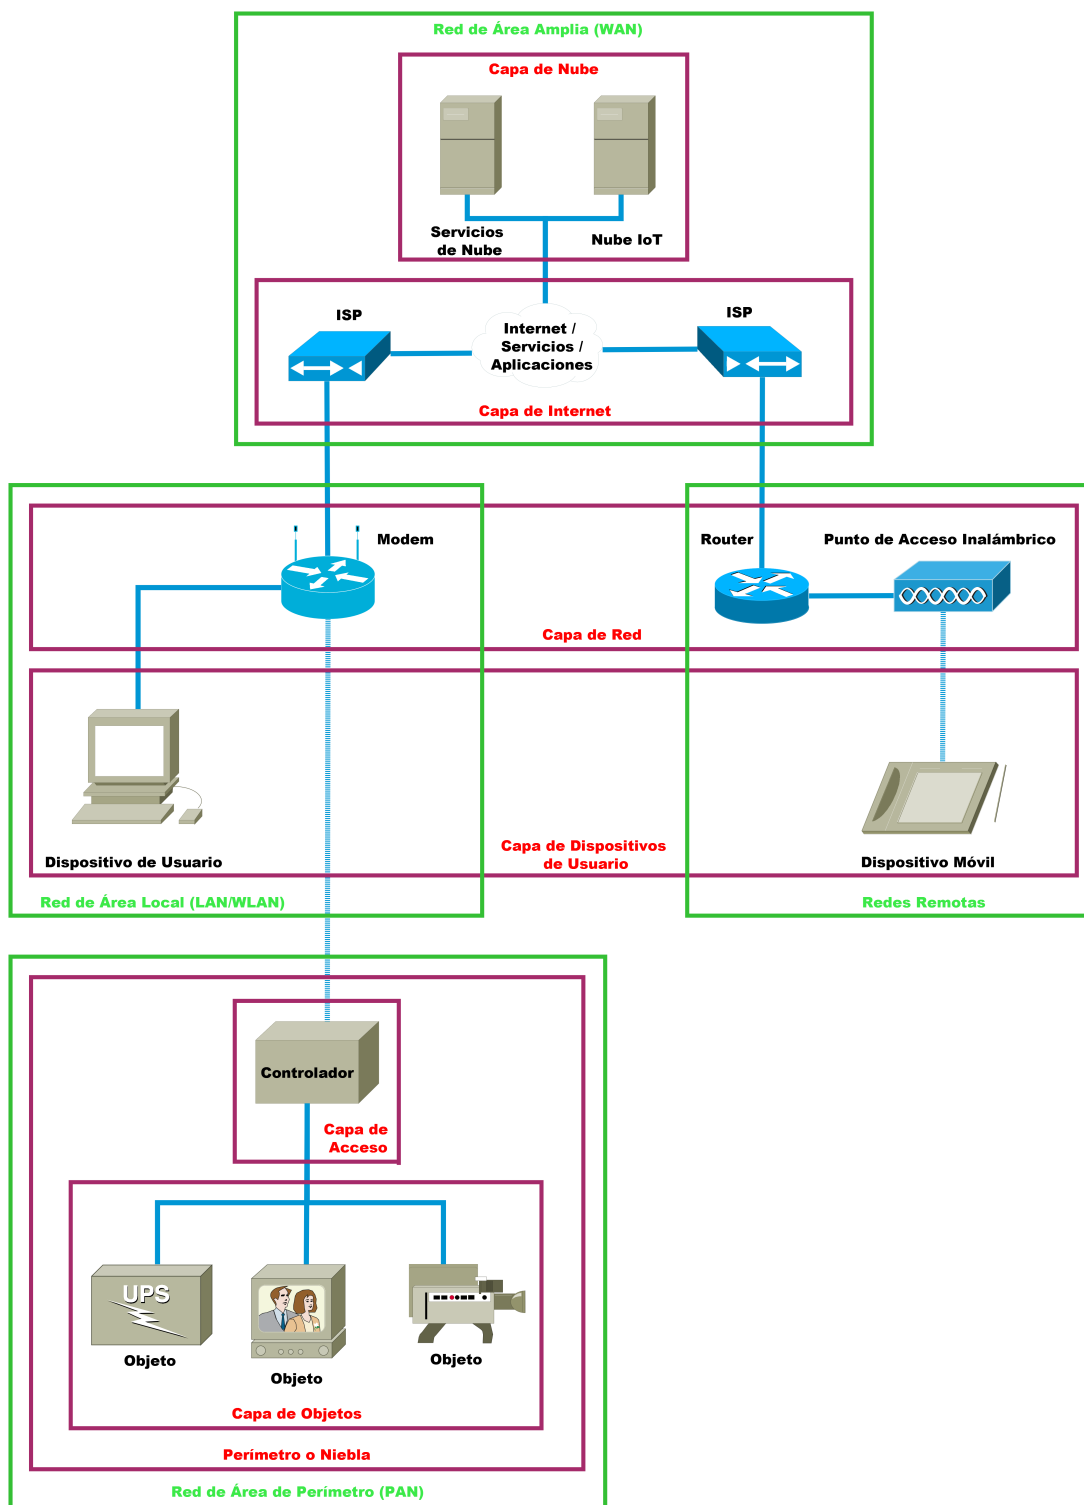 Red de Área Amplia (WAN)
Capa de Nube
Servicios
de Nube
Nube IoT
ISP
ISP
Internet /
Servicios /
Aplicaciones
Capa de Internet
Modem
Router
Punto de Acceso Inalámbrico
Capa de Red
Capa de Dispositivos
de Usuario
Dispositivo de Usuario
Dispositivo Móvil
Red de Área Local (LAN/WLAN)
Redes Remotas
Controlador
Capa de
Acceso
UPS
Objeto
Objeto
Objeto
Capa de Objetos
Perímetro o Niebla
Red de Área de Perímetro (PAN)